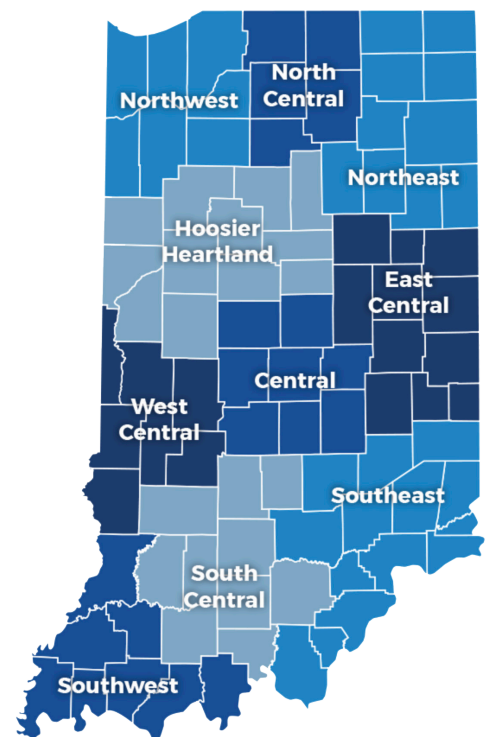 North
Central
Northwest
Northeast
Hoosier
Heartland
East
Central
Central
West
Central
Southeast
South
Central
Southwest